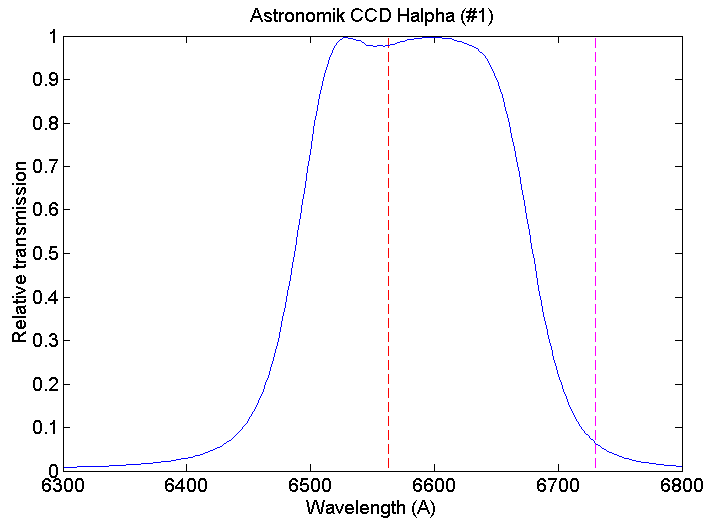 Astronomik CCD Halpha (#1)
1
0.9
0.8
0.7
0.6
0.5
0.4
0.3
0.2
0.1
0
Relative transmission
6300 6400 6500 6600 6700 6800
Wavelength (A)